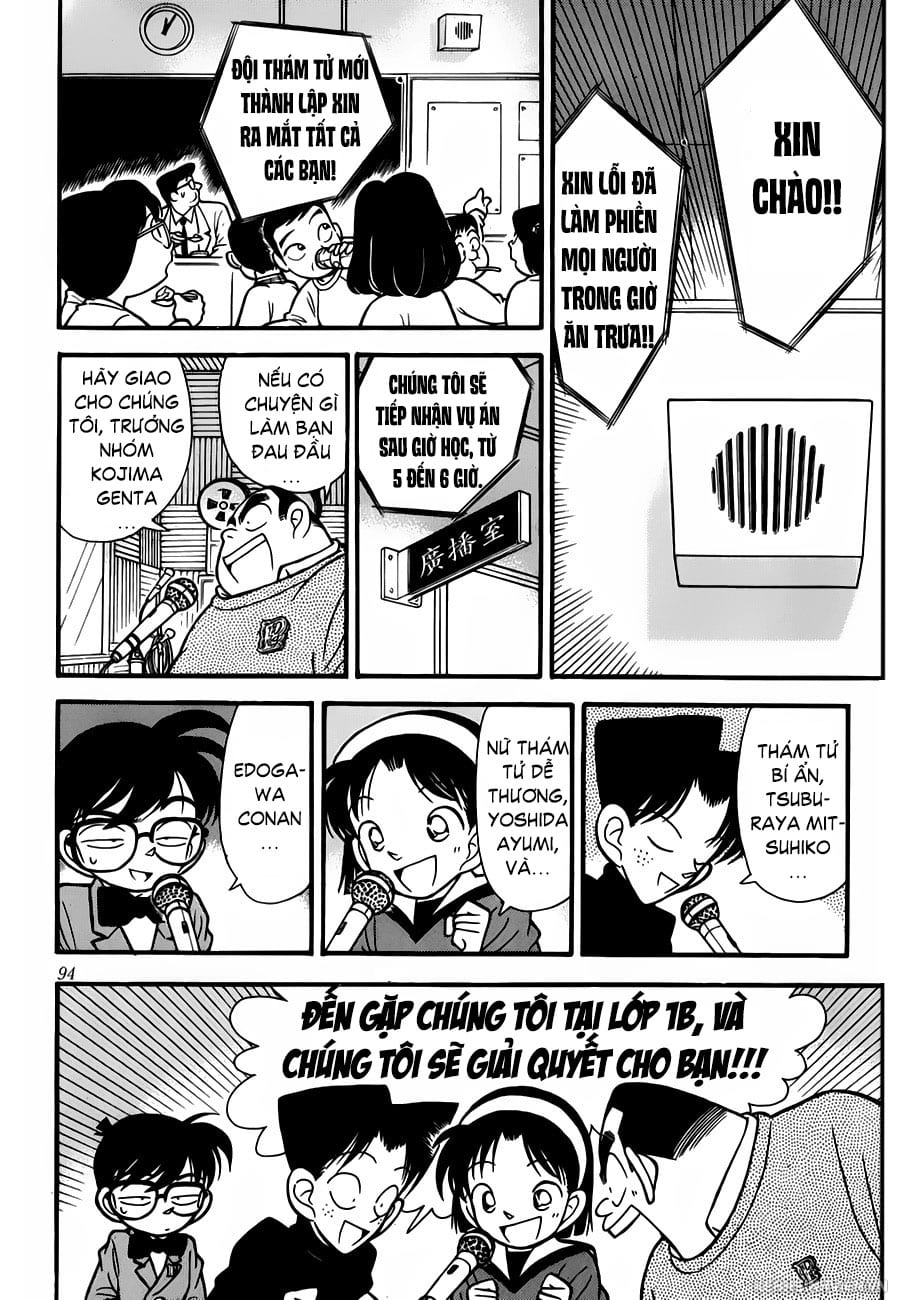 XIN
CHÀO!!
XIN LỖI ĐÃ
LÀM PHIỀN
MỌI NGƯỜI
TRONG GIỜ
ĂN TRƯA!!
ĐỘI THÁM TỬ MỚI
THÀNH LẬP XIN
RA MẮT TẤT CẢ
CÁC BẠN!
CHÚNG TÔI SẼ
TIẾP NHẬN VỤ ÁN
SAU GIỜ HỌC, TỪ
5 ĐẾN 6 GIỜ.
廣播室
NẾU CÓ
CHUYỆN GÌ
LÀM BẠN
ĐAU ĐẦU
...
HÃY GIAO
CHO CHÚNG
TÔI, TRƯỞNG
NHÓM
KOJIMA
GENTA
...
THÁM TỬ
BÍ ẨN,
TSUBU-
RAYA MIT-
SUHIKO
...
NỮ THÁM
TỬ DỄ
THƯƠNG,
YOSHIDA
AYUMI,
VÀ
...
EDOGA-
WA
CONAN
...
94
ĐẾN GẶP CHÚNG TÔI TẠI LỚP 1B, VÀ
CHÚNG TÔI SẼ GIẢI QUYẾT CHO BẠN!!!